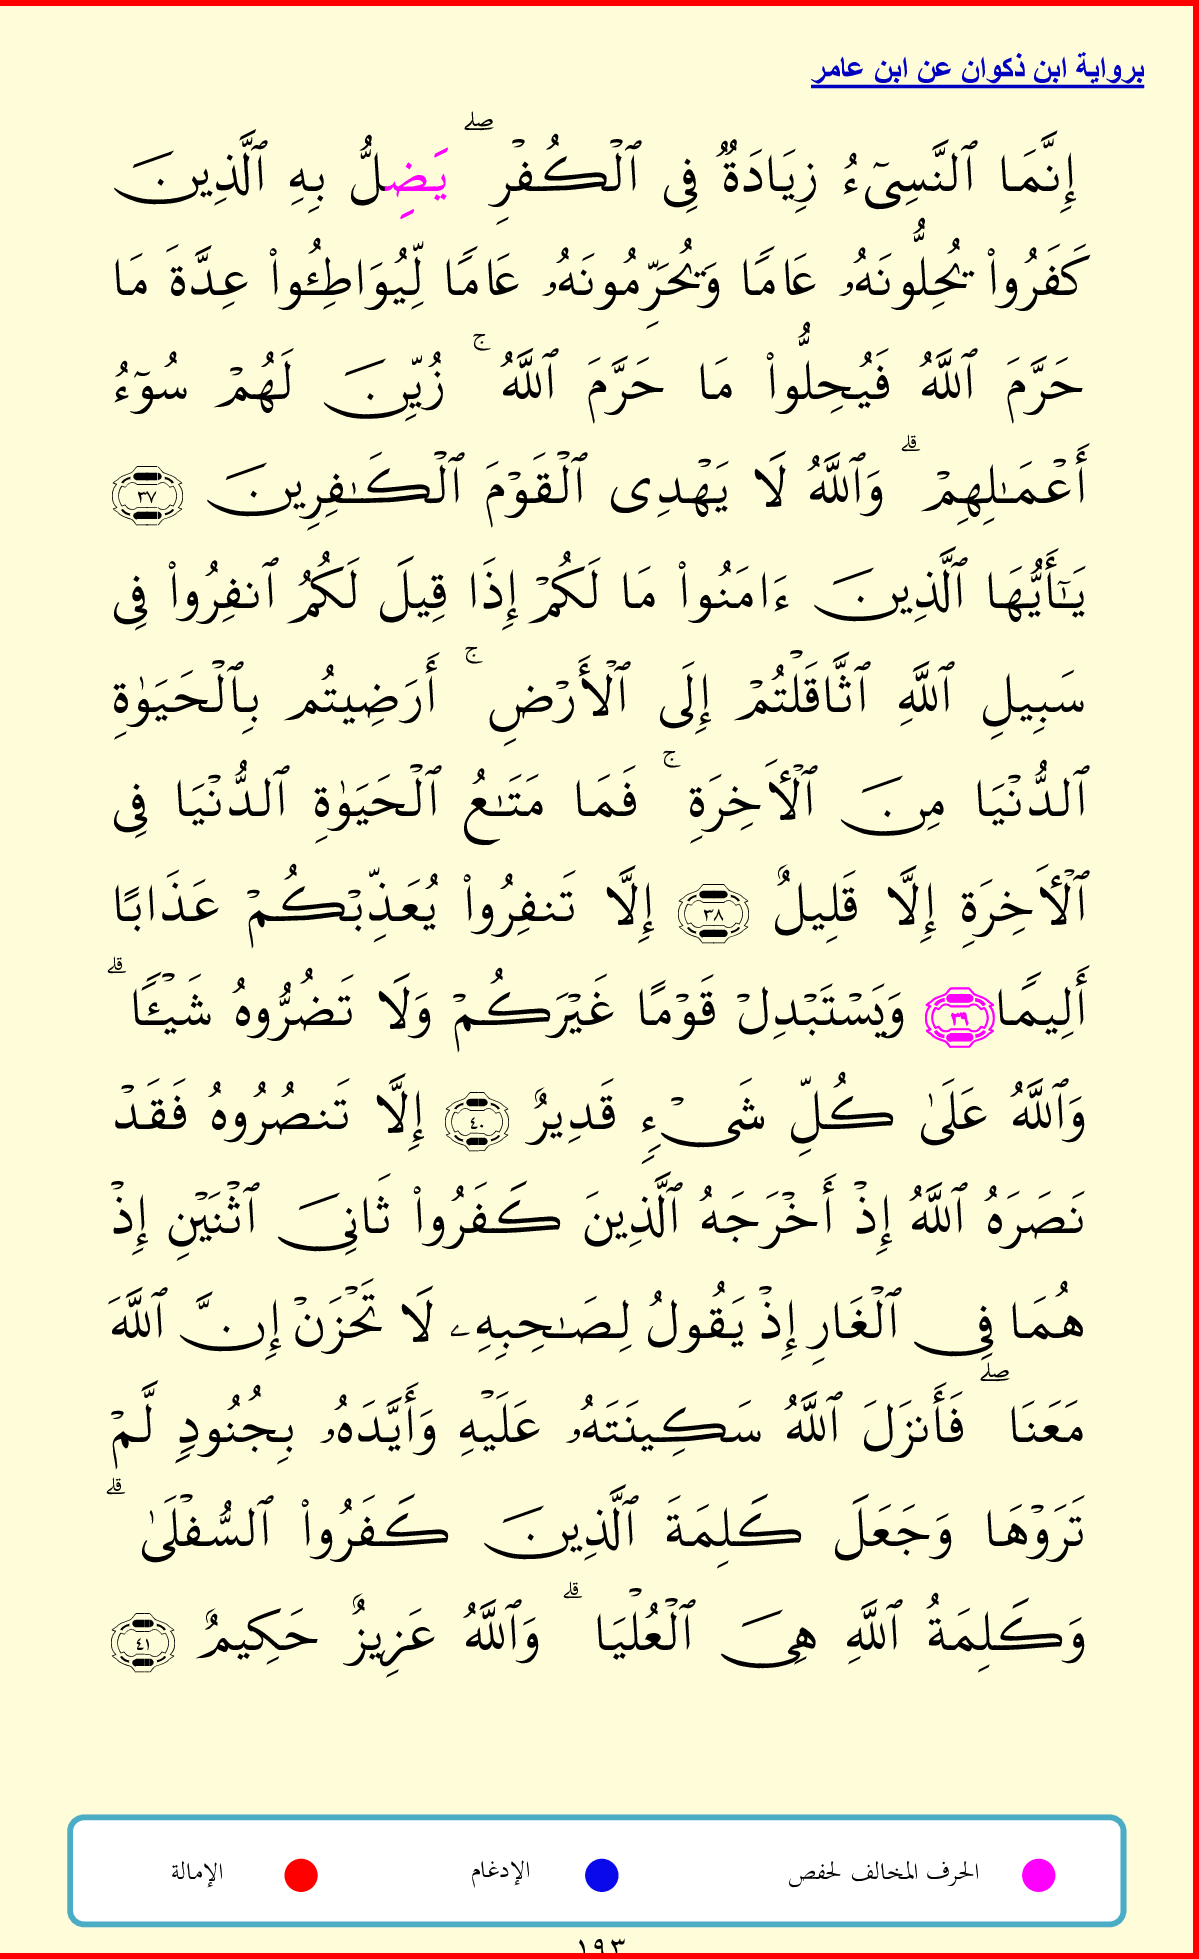 برواية ابن ذكوان عن ابن عامر
إِنَّمَا ٱلنَّسِيٓءُ زِيَادَةٌ فِى ٱلۡكُفۡرِ ۖ يَضِلُّ بِهِ ٱلَّذِينَ
كَفَرُواْ يُحِلُّونَهُۥ عَامًا وَيُحَرِّمُونَهُۥ عَامًا لِّيُوَاطِـُٔواْ عِدَّةَ مَا
حَرَّمَ ٱللَّهُ فَيُحِلُّواْ مَا حَرَّمَ ٱللَّهُ ۚ زُيِّنَ لَهُمۡ سُوٓءُ
أَعۡمَـٰلِهِمۡ ۗ وَٱللَّهُ لَا يَهۡدِى ٱلۡقَوۡمَ ٱلۡكَـٰفِرِينَ ٣٧
يَـٰٓأَيُّهَا ٱلَّذِينَ ءَامَنُواْ مَا لَكُمۡ إِذَا قِيلَ لَكُمُ ٱنفِرُواْ فِى
سَبِيلِ ٱللَّهِ ٱثَّاقَلۡتُمۡ إِلَى ٱلۡأَرۡضِ ۚ أَرَضِيتُم بِٱلۡحَيَوٰةِ
ٱلدُّنۡيَا مِنَ ٱلۡأَخِرَةِ ۚ فَمَا مَتَـٰعُ ٱلۡحَيَوٰةِ ٱلدُّنۡيَا فِى
ٱلۡأَخِرَةِ إِلَّا قَلِيلٌ ٣٨ إِلَّا تَنفِرُواْ يُعَذِّبۡكُمۡ عَذَابًا
أَلِيمًا ٣٩ وَيَسۡتَبۡدِلۡ قَوۡمًا غَيۡرَكُمۡ وَلَا تَضُرُّوهُ شَيۡـًٔا ۗ
وَٱللَّهُ عَلَىٰ كُلِّ شَىۡءٍ قَدِيرٌ ٤٠ إِلَّا تَنصُرُوهُ فَقَدۡ
نَصَرَهُ ٱللَّهُ إِذۡ أَخۡرَجَهُ ٱلَّذِينَ كَفَرُواْ ثَانِىَ ٱثۡنَيۡنِ إِذۡ
هُمَا فِى ٱلۡغَارِ إِذۡ يَقُولُ لِصَـٰحِبِهِۦ لَا تَحۡزَنۡ إِنَّ ٱللَّهَ
مَعَنَا ۖ فَأَنزَلَ ٱللَّهُ سَكِينَتَهُۥ عَلَيۡهِ وَأَيَّدَهُۥ بِجُنُودٍ لَّمۡ
تَرَوۡهَا وَجَعَلَ كَلِمَةَ ٱلَّذِينَ كَفَرُواْ ٱلسُّفۡلَىٰ ۗ
وَكَلِمَةُ ٱللَّهِ هِىَ ٱلۡعُلۡيَا ۗ وَٱللَّهُ عَزِيزٌ حَكِيمٌ ٤١
الحرف المخالف لحفص الإدغام الإمالة
١٩٣